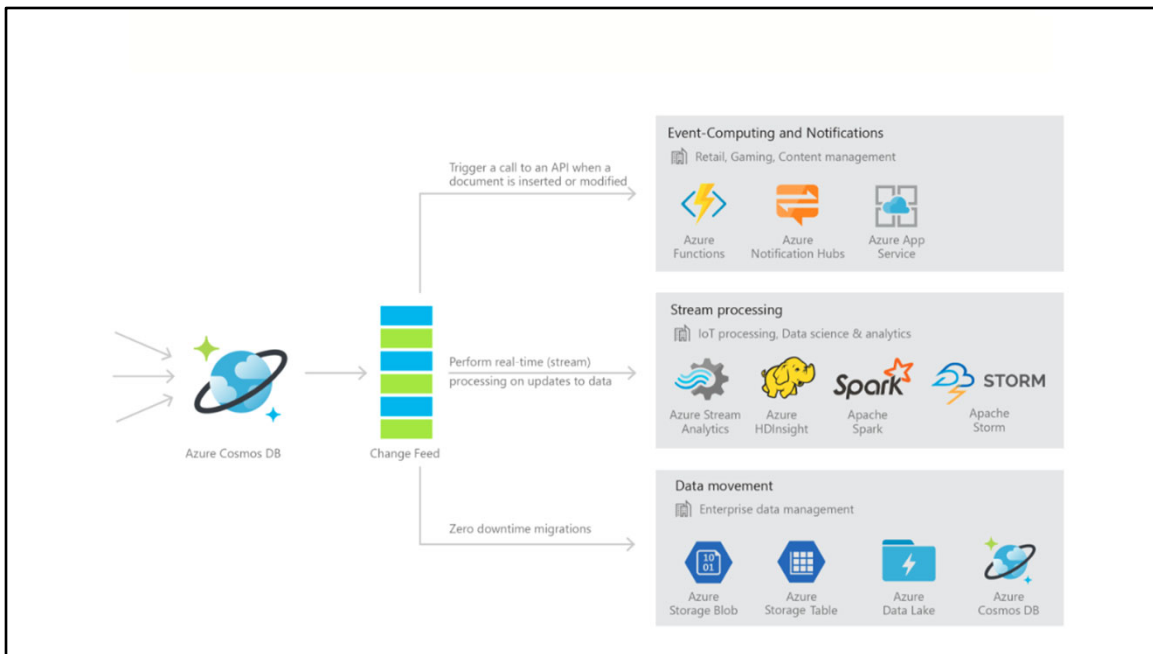 Event-Computing and Notifications
Retail, Gaming, Content management
Trigger a call to an API when a
document is inserted or modified
Azure
Functions
Azure
Notification Hubs
Azure App
Service
Stream processing
IoT processing, Data science & analytics
Perform real-time (stream)
processing on updates to data
Spark
STORM
Azure Stream
Analytics
Azure
HDInsight
Apache
Spark
Apache
Storm
Azure Cosmos DB
Change Feed
Data movement
Enterprise data management
Zero downtime migrations
10
01
Azure
Storage Blob
Azure
Storage Table
Azure
Data Lake
Azure
Cosmos DB